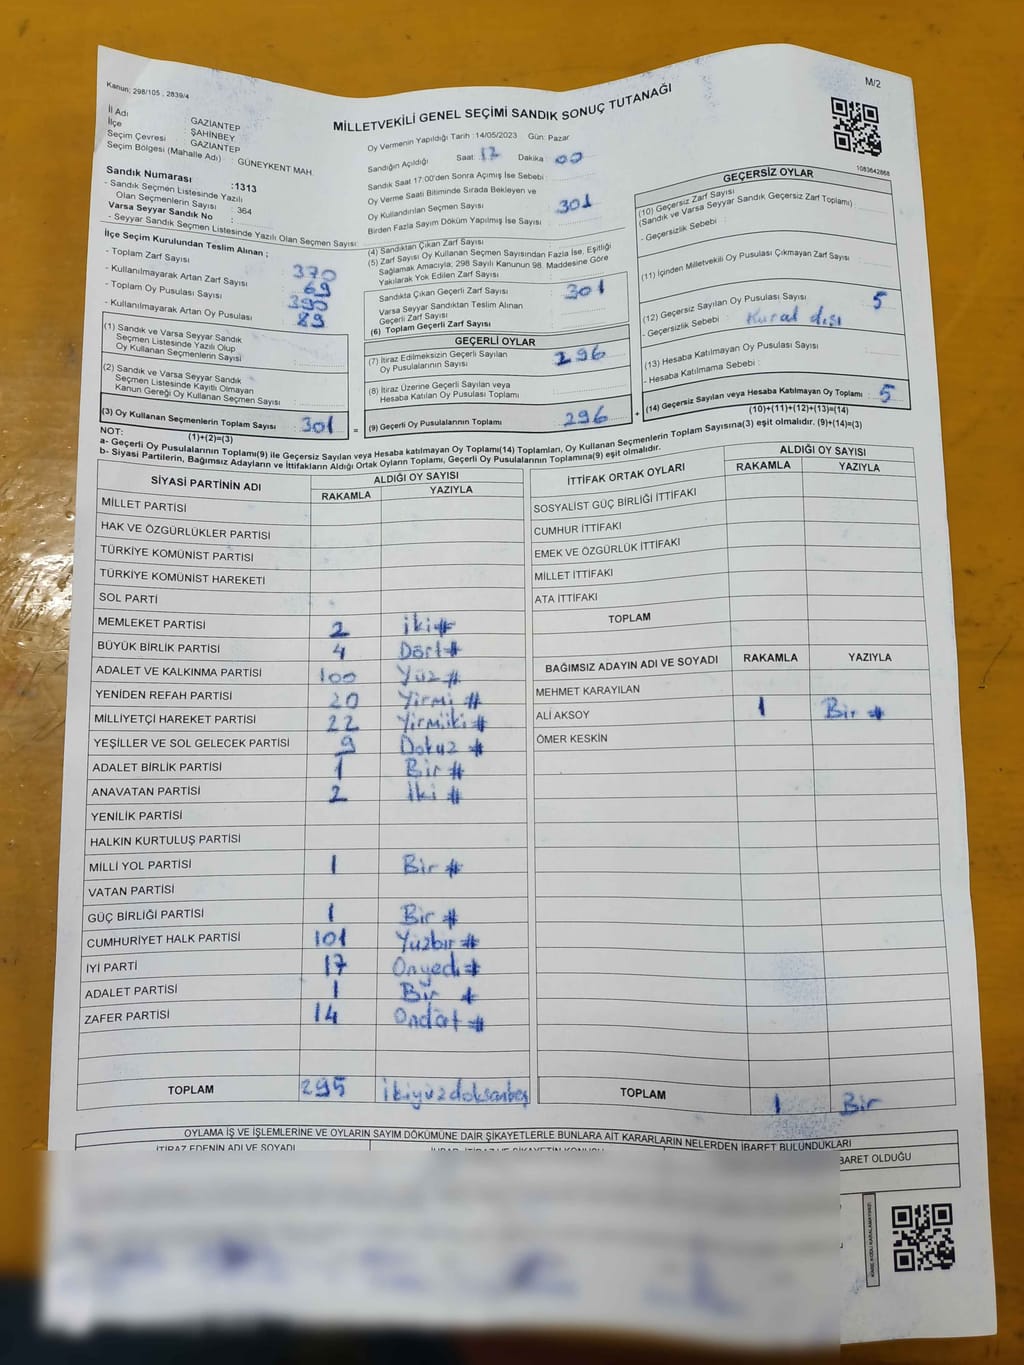 Kanun; 298/105 . 2839/4
M/2
MİLLETVEKİLİ GENEL SEÇİMİ SANDIK SONUÇ TUTANAĞI
1083642868
İl Adı GAZİANTEP
İlçe ŞAHİNBEY
Seçim Çevresi GAZİANTEP
Seçim Bölgesi (Mahalle Adı) : GÜNEYKENT MAH.
Sandık Numarası :1313
- Sandık Seçmen Listesinde Yazılı
Olan Seçmenlerin Sayısı : 364
Varsa Seyyar Sandık No :
- Seyyar Sandık Seçmen Listesinde Yazılı Olan Seçmen Sayısı:
İlçe Seçim Kurulundan Teslim Alınan ;
- Toplam Zarf Sayısı : 370
- Kullanılmayarak Artan Zarf Sayısı : 69
- Toplam Oy Pusulası Sayısı : 390
- Kullanılmayarak Artan Oy Pusulası : 89
(1) Sandık ve Varsa Seyyar Sandık
Seçmen Listesinde Yazılı Olup
Oy Kullanan Seçmenlerin Sayısı :
(2) Sandık ve Varsa Seyyar Sandık
Seçmen Listesinde Kayıtlı Olmayan
Kanun Gereği Oy Kullanan Seçmen Sayısı :
(3) Oy Kullanan Seçmenlerin Toplam Sayısı : 301
(1)+(2)=(3)
Oy Vermenin Yapıldığı Tarih : 14/05/2023 Gün: Pazar
Sandığın Açıldığı Saat: 17 Dakika 00
Sandık Saat 17:00'den Sonra Açımış İse Sebebi :
Oy Verme Saati Bitiminde Sırada Bekleyen ve
Oy Kullandırılan Seçmen Sayısı : 301
Birden Fazla Sayım Döküm Yapılmış İse Sayısı :
(4) Sandıktan Çıkan Zarf Sayısı :
(5) Zarf Sayısı Oy Kullanan Seçmen Sayısından Fazla İse, Eşitliği
Sağlamak Amacıyla; 298 Sayılı Kanunun 98. Maddesine Göre
Yakılarak Yok Edilen Zarf Sayısı
Sandıkta Çıkan Geçerli Zarf Sayısı : 301
Varsa Seyyar Sandıktan Teslim Alınan
Geçerli Zarf Sayısı :
(6) Toplam Geçerli Zarf Sayısı
GEÇERLİ OYLAR
(7) İtiraz Edilmeksizin Geçerli Sayılan
Oy Pusulalarının Sayısı : 296
(8) İtiraz Üzerine Geçerli Sayılan veya
Hesaba Katılan Oy Pusulası Toplamı :
(9) Geçerli Oy Pusulalarının Toplamı : 296
GEÇERSİZ OYLAR
(10) Geçersiz Zarf Sayısı
(Sandık ve Varsa Seyyar Sandık Geçersiz Zarf Toplamı) :
- Geçersizlik Sebebi :
(11) İçinden Milletvekili Oy Pusulası Çıkmayan Zarf Sayısı
(12) Geçersiz Sayılan Oy Pusulası Sayısı : 5
- Geçersizlik Sebebi : Kural dışı
(13) Hesaba Katılmayan Oy Pusulası Sayısı :
- Hesaba Katılmama Sebebi :
(14) Geçersiz Sayılan veya Hesaba Katılmayan Oy Toplamı : 5
(10)+(11)+(12)+(13)=(14)
NOT:
a- Geçerli Oy Pusulalarının Toplamı(9) ile Geçersiz Sayılan veya Hesaba katılmayan Oy Toplamı(14) Toplamları, Oy Kullanan Seçmenlerin Toplam Sayısına(3) eşit olmalıdır. (9)+(14)=(3)
b- Siyasi Partilerin, Bağımsız Adayların ve İttifakların Aldığı Ortak Oyların Toplamı, Geçerli Oy Pusulalarının Toplamına(9) eşit olmalıdır.
SİYASİ PARTİNİN ADI ALDIĞI OY SAYISI
RAKAMLA YAZIYLA
MİLLET PARTİSİ
HAK VE ÖZGÜRLÜKLER PARTİSİ
TÜRKİYE KOMÜNİST PARTİSİ
TÜRKİYE KOMÜNİST HAREKETİ
SOL PARTİ
MEMLEKET PARTİSİ 2 iki #
BÜYÜK BİRLİK PARTİSİ 4 Dört #
ADALET VE KALKINMA PARTİSİ 100 Yüz #
YENİDEN REFAH PARTİSİ 20 Yirmi #
MİLLİYETÇİ HAREKET PARTİSİ 22 Yirmiiki #
YEŞİLLER VE SOL GELECEK PARTİSİ 9 Dokuz #
ADALET BİRLİK PARTİSİ 1 Bir #
ANAVATAN PARTİSİ 2 İki #
YENİLİK PARTİSİ
HALKIN KURTULUŞ PARTİSİ
MİLLİ YOL PARTİSİ 1 Bir #
VATAN PARTİSİ
GÜÇ BİRLİĞİ PARTİSİ 1 Bir #
CUMHURİYET HALK PARTİSİ 101 Yüzbir #
İYİ PARTİ 17 Onyedi #
ADALET PARTİSİ 1 Bir #
ZAFER PARTİSİ 14 Ondört #
TOPLAM 295 ikiyüzdoksanbeş
İTTİFAK ORTAK OYLARI ALDIĞI OY SAYISI
RAKAMLA YAZIYLA
SOSYALİST GÜÇ BİRLİĞİ İTTİFAKI
CUMHUR İTTİFAKI
EMEK VE ÖZGÜRLÜK İTTİFAKI
MİLLET İTTİFAKI
ATA İTTİFAKI
TOPLAM
BAĞIMSIZ ADAYIN ADI VE SOYADI RAKAMLA YAZIYLA
MEHMET KARAYILAN
ALİ AKSOY 1 Bir #
ÖMER KESKİN
TOPLAM 1 Bir
OYLAMA İŞ VE İŞLEMLERİNE VE OYLARIN SAYIM DÖKÜMÜNE DAİR ŞİKAYETLERLE BUNLARA AİT KARARLARIN NELERDEN İBARET BULUNDUKLARI
İTİRAZ EDENİN ADI VE SOYADI
BARET OLDUĞU